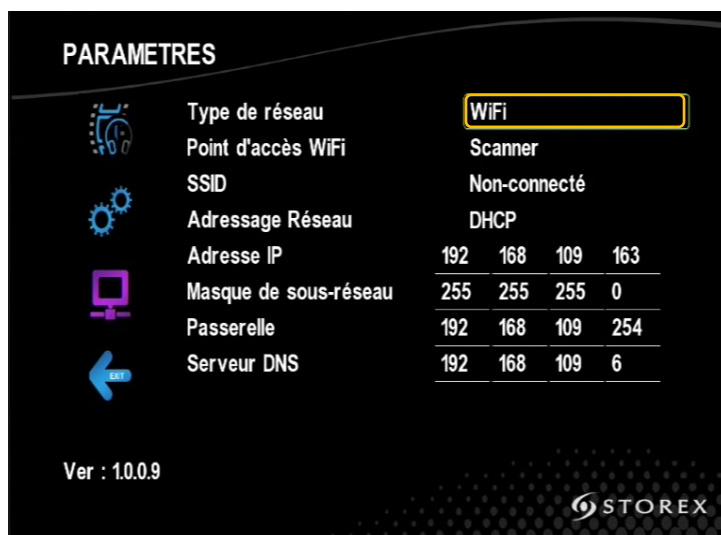 PARAMETRES
Type de réseau WiFi
Point d'accès WiFi Scanner
SSID Non-connecté
Adressage Réseau DHCP
Adresse IP 192 168 109 163
Masque de sous-réseau 255 255 255 0
Passerelle 192 168 109 254
Serveur DNS 192 168 109 6
EXIT
Ver : 1.0.0.9
STOREX